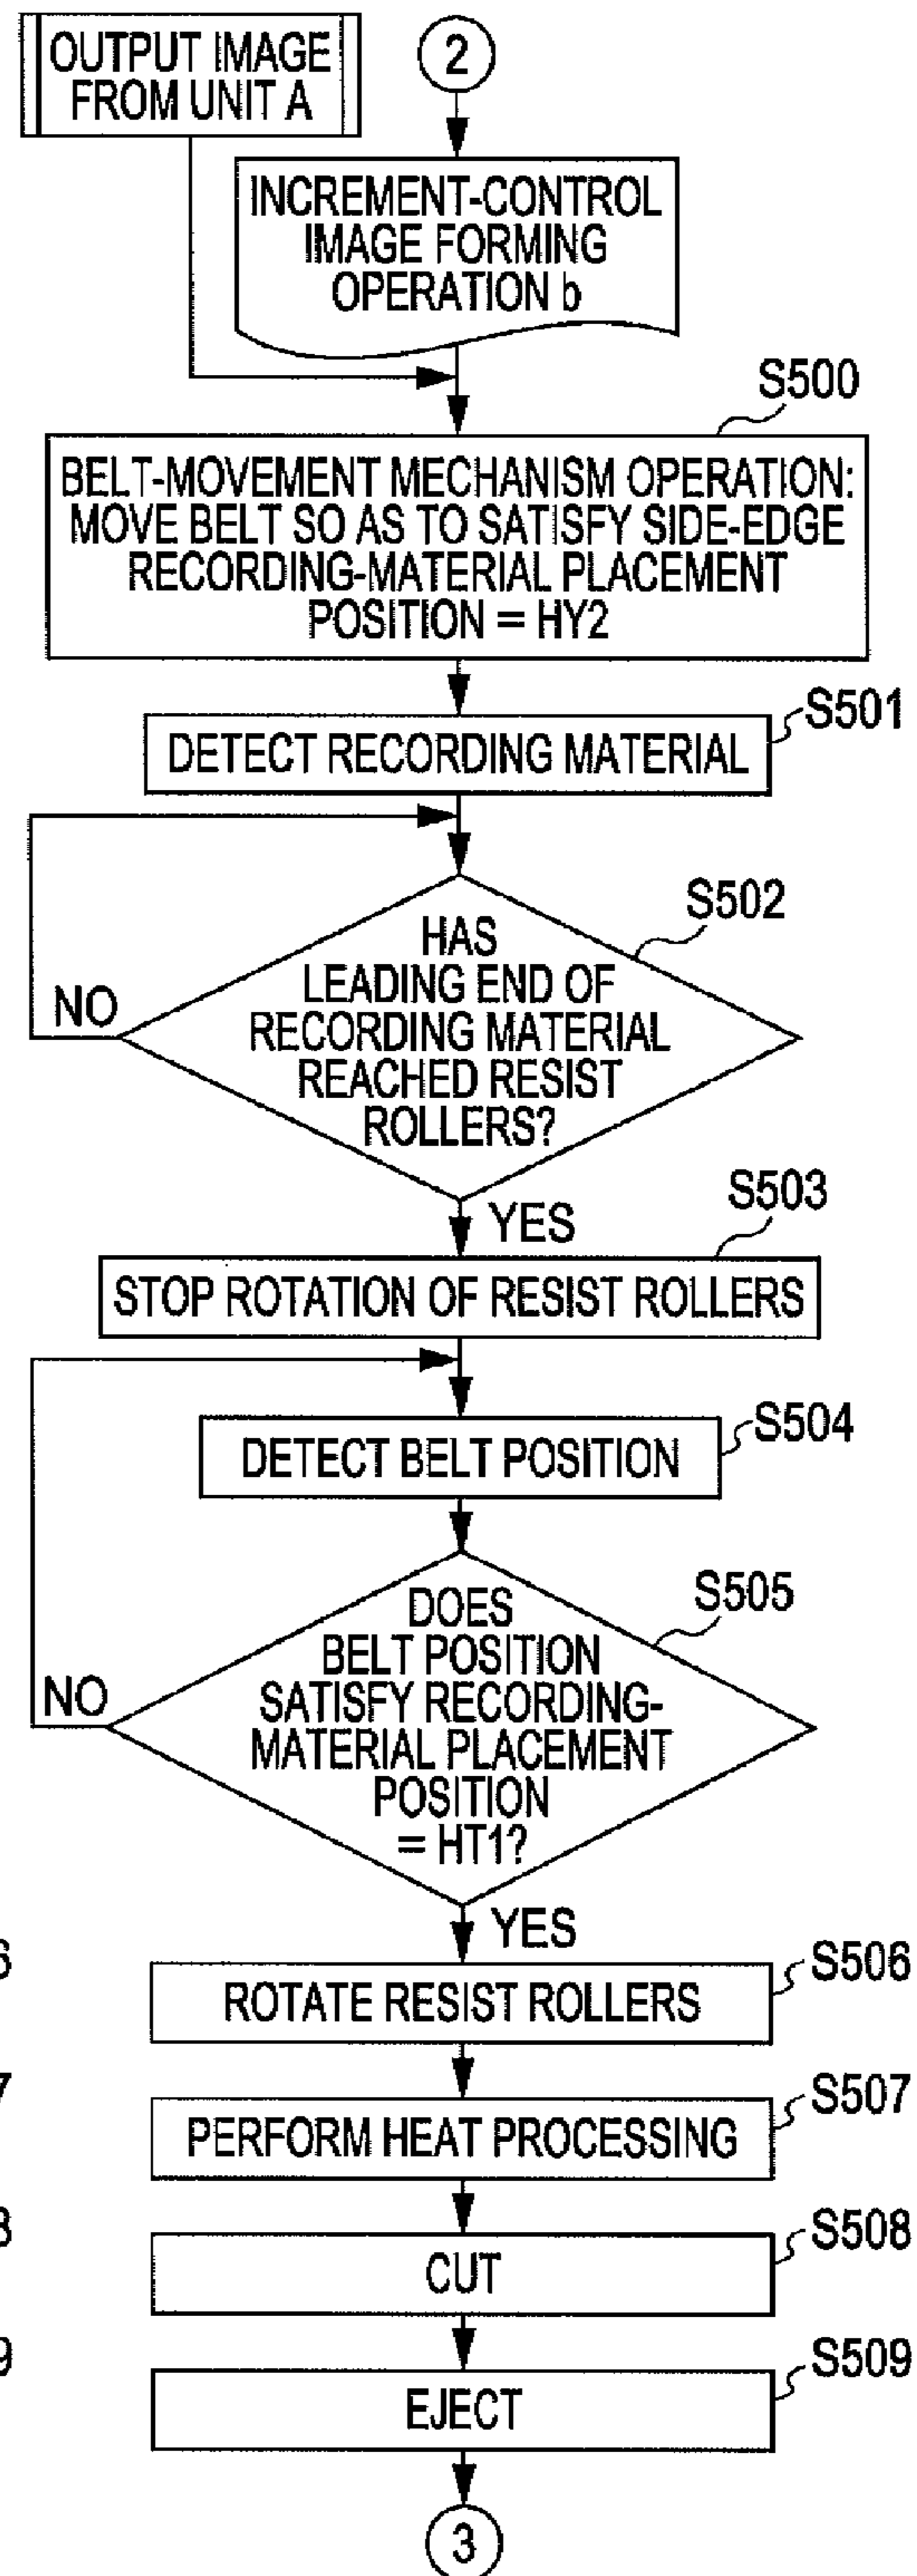 OUTPUT IMAGE
FROM UNIT A
2
INCREMENT-CONTROL
IMAGE FORMING
OPERATION b
S500
BELT-MOVEMENT MECHANISM OPERATION:
MOVE BELT SO AS TO SATISFY SIDE-EDGE
RECORDING-MATERIAL PLACEMENT
POSITION = HY2
S501
DETECT RECORDING MATERIAL
S502
HAS
LEADING END OF
RECORDING MATERIAL
REACHED RESIST
ROLLERS?
NO
YES
S503
STOP ROTATION OF RESIST ROLLERS
S504
DETECT BELT POSITION
S505
DOES
BELT POSITION
SATISFY RECORDING-
MATERIAL PLACEMENT
POSITION
= HT1?
NO
YES
6
S506
ROTATE RESIST ROLLERS
7
S507
PERFORM HEAT PROCESSING
8
S508
CUT
9
S509
EJECT
3